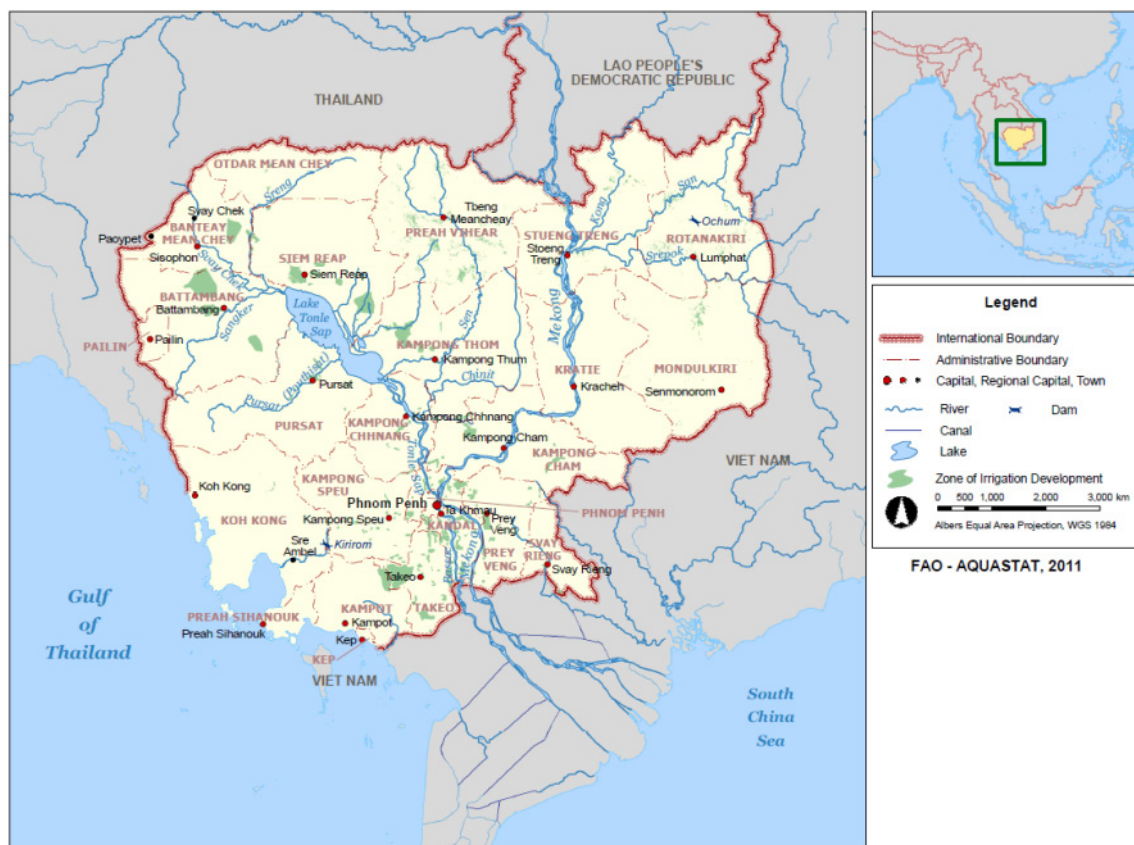 LAO PEOPLE'S
DEMOCRATIC REPUBLIC
THAILAND
OTDAR MEAN CHEY
Sreng
Kong
San
Svay Chek
Tbeng
Meancheay
Ochum
Paoypet
BANTEAY
MEAN CHEY
PREAH VIHEAR
STUENG TRENG
ROTANAKIRI
Sisophon
Stoeng
Treng
Srepok
Lumphat
Svay Chek
SIEM REAP
Siem Reap
BATTAMBANG
Battambang
Sangker
Lake
Tonle
Sap
Sen
Mekong
PAILIN
Pailin
KAMPONG THOM
Kampong Thum
Chinit
KRATIE
Kracheh
MONDULKIRI
Senmonorom
Pursat (Pouthisat)
Pursat
Sap
PURSAT
KAMPONG
CHHNANG
Kampong Chhnang
Tonle Sap
Kampong Cham
KAMPONG
CHAM
VIET NAM
Koh Kong
KAMPONG
SPEU
Phnom Penh
PHNOM PENH
KOH KONG
Kampong Speu
Ta Khmau
KANDAL
Prey
Veng
Sre
Ambel
Kirirom
Mekong
PREY
VENG
SVAY
RIENG
Svay Rieng
Takeo
Gulf
of
Thailand
PREAH SIHANOUK
Preah Sihanouk
KAMPOT
Kampot
TAKEO
Kep
KEP
VIET NAM
South
China
Sea
Legend
International Boundary
Administrative Boundary
Capital, Regional Capital, Town
River
Dam
Canal
Lake
Zone of Irrigation Development
0 500 1,000 2,000 3,000 km
Albers Equal Area Projection, WGS 1984
FAO - AQUASTAT, 2011